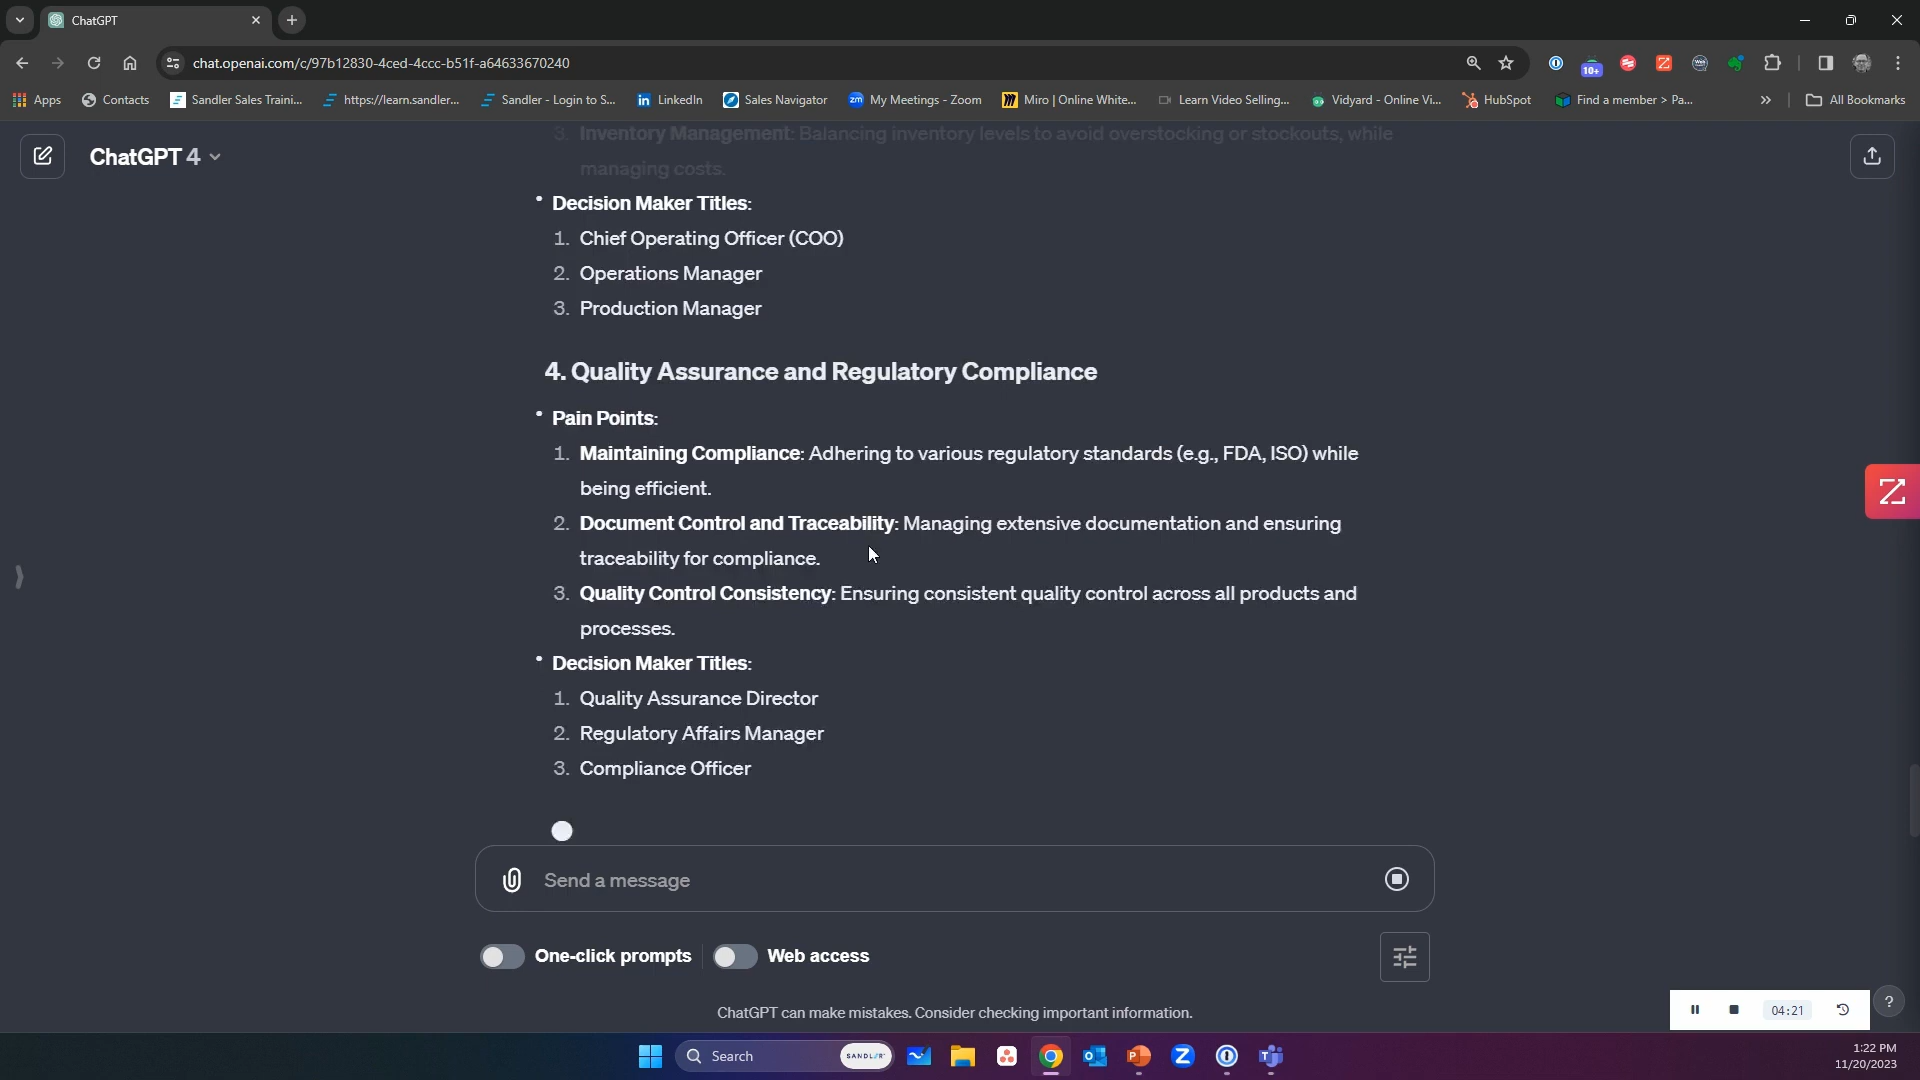 ChatGPT
chat.openai.com/c/97b12830-4ced-4ccc-b51f-a64633670240
10+
Apps
Contacts
Sandler Sales Traini...
https://learn.sandler...
Sandler - Login to S...
LinkedIn
Sales Navigator
My Meetings - Zoom
Miro | Online White...
Learn Video Selling...
Vidyard - Online Vi...
HubSpot
Find a member > Pa...
All Bookmarks
3. Inventory Management: Balancing inventory levels to avoid overstocking or stockouts, while
managing costs.
ChatGPT 4
• Decision Maker Titles:
1. Chief Operating Officer (COO)
2. Operations Manager
3. Production Manager
4. Quality Assurance and Regulatory Compliance
• Pain Points:
1. Maintaining Compliance: Adhering to various regulatory standards (e.g., FDA, ISO) while
being efficient.
2. Document Control and Traceability: Managing extensive documentation and ensuring
traceability for compliance.
3. Quality Control Consistency: Ensuring consistent quality control across all products and
processes.
• Decision Maker Titles:
1. Quality Assurance Director
2. Regulatory Affairs Manager
3. Compliance Officer
Send a message
One-click prompts
Web access
ChatGPT can make mistakes. Consider checking important information.
04:21
?
Search
SANDLER
1:22 PM
11/20/2023